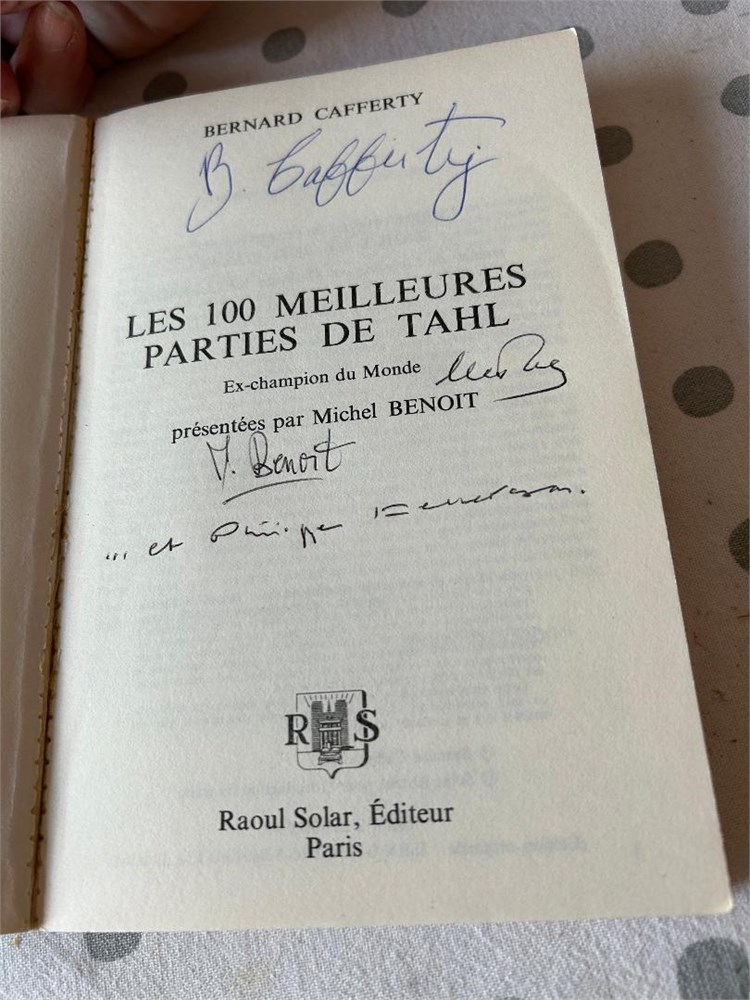 BERNARD CAFFERTY
B. Cafferty
LES 100 MEILLEURES
PARTIES DE TAHL
Ex-champion du Monde
présentées par Michel BENOIT
M. Benoit
... et Philippe
R S
Raoul Solar, Éditeur
Paris